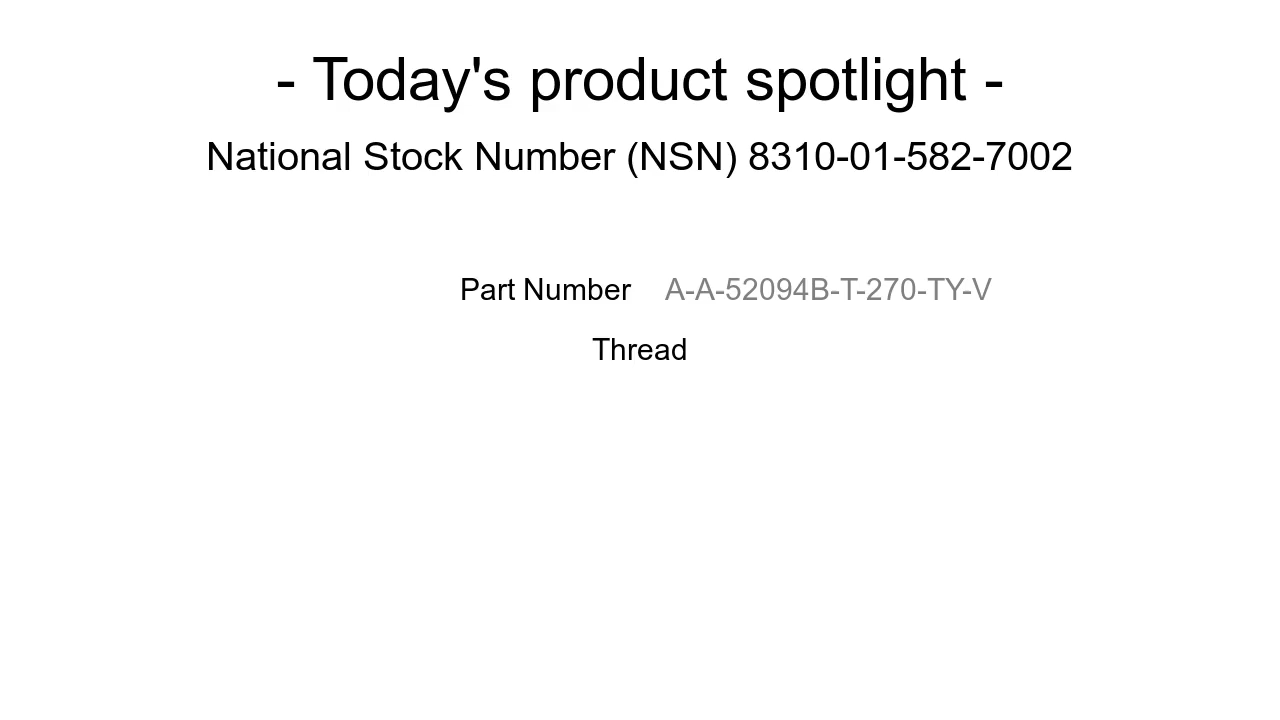 - Today's product spotlight -
National Stock Number (NSN) 8310-01-582-7002
Part Number A-A-52094B-T-270-TY-V
Thread